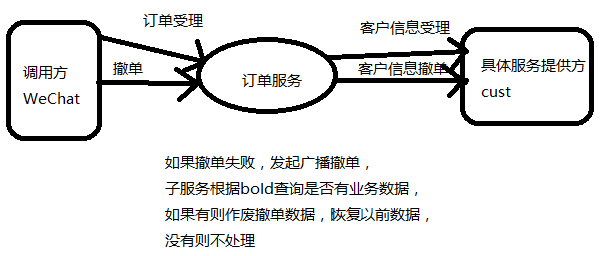 订单受理
客户信息受理
调用方
WeChat
撤单
订单服务
客户信息撤单
具体服务提供方
cust
如果撤单失败，发起广播撤单，
子服务根据bold查询是否有业务数据，
如果有则作废撤单数据，恢复以前数据，
没有则不处理